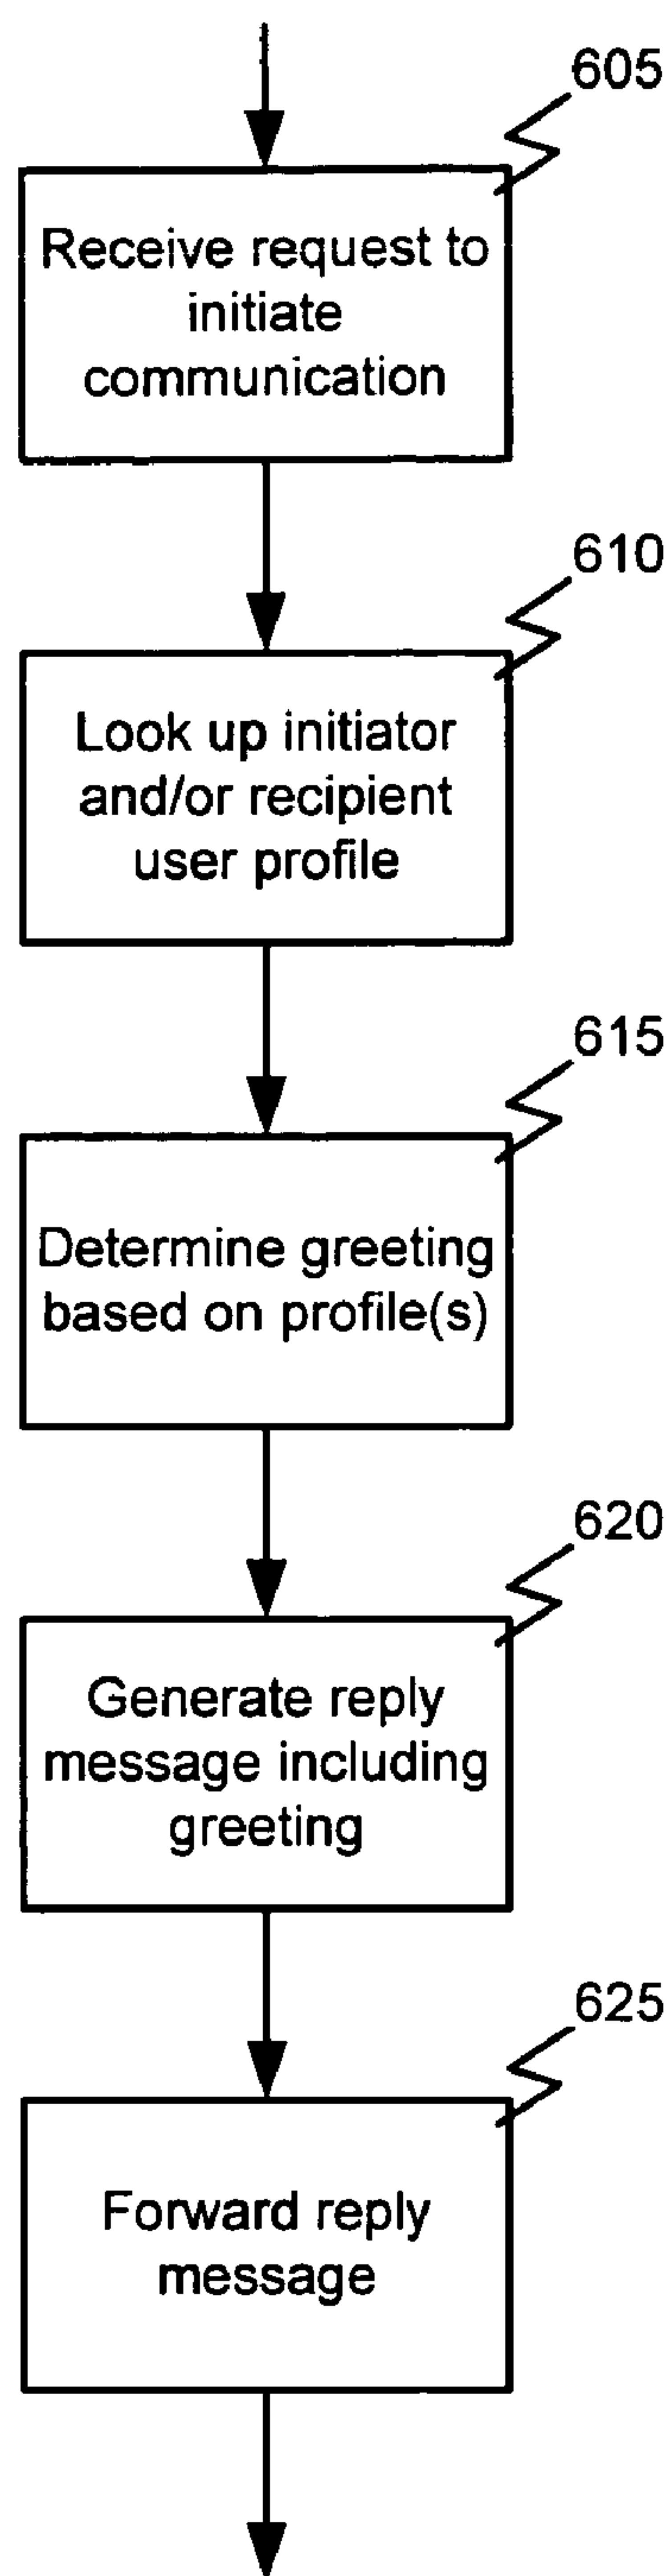 605
Receive request to
initiate
communication
610
Look up initiator
and/or recipient
user profile
615
Determine greeting
based on profile(s)
620
Generate reply
message including
greeting
625
Forward reply
message